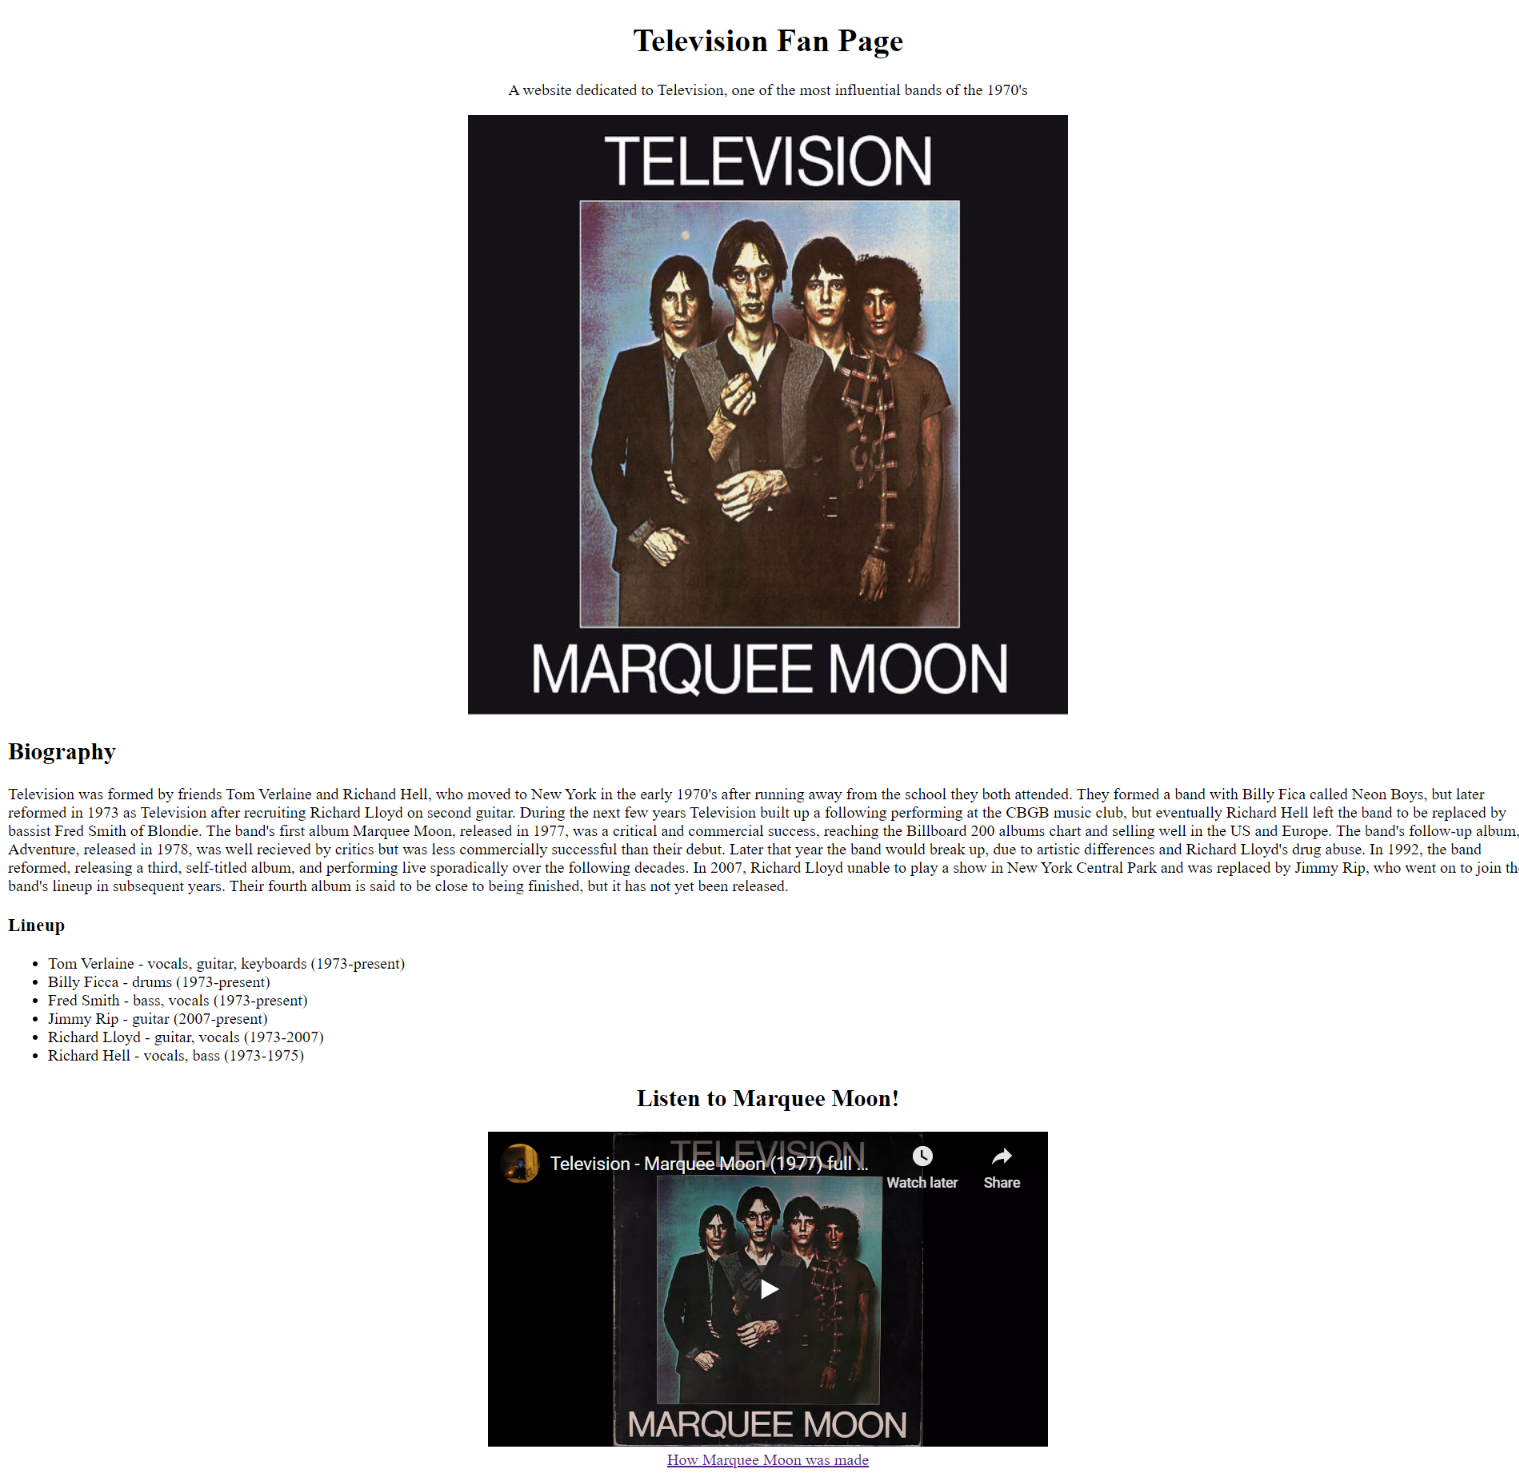 Television Fan Page
A website dedicated to Television, one of the most influential bands of the 1970's
TELEVISION
MARQUEE MOON
Biography
Television was formed by friends Tom Verlaine and Richand Hell, who moved to New York in the early 1970's after running away from the school they both attended. They formed a band with Billy Fica called Neon Boys, but later
reformed in 1973 as Television after recruiting Richard Lloyd on second guitar. During the next few years Television built up a following performing at the CBGB music club, but eventually Richard Hell left the band to be replaced by
bassist Fred Smith of Blondie. The band's first album Marquee Moon, released in 1977, was a critical and commercial success, reaching the Billboard 200 albums chart and selling well in the US and Europe. The band's follow-up album,
Adventure, released in 1978, was well recieved by critics but was less commercially successful than their debut. Later that year the band would break up, due to artistic differences and Richard Lloyd's drug abuse. In 1992, the band
reformed, releasing a third, self-titled album, and performing live sporadically over the following decades. In 2007, Richard Lloyd unable to play a show in New York Central Park and was replaced by Jimmy Rip, who went on to join th
band's lineup in subsequent years. Their fourth album is said to be close to being finished, but it has not yet been released.
Lineup
• Tom Verlaine - vocals, guitar, keyboards (1973-present)
• Billy Ficca - drums (1973-present)
• Fred Smith - bass, vocals (1973-present)
• Jimmy Rip - guitar (2007-present)
• Richard Lloyd - guitar, vocals (1973-2007)
• Richard Hell - vocals, bass (1973-1975)
Listen to Marquee Moon!
TELEVISION
Television - Marquee Moon (1977) full ...
Watch later
Share
MARQUEE MOON
How Marquee Moon was made